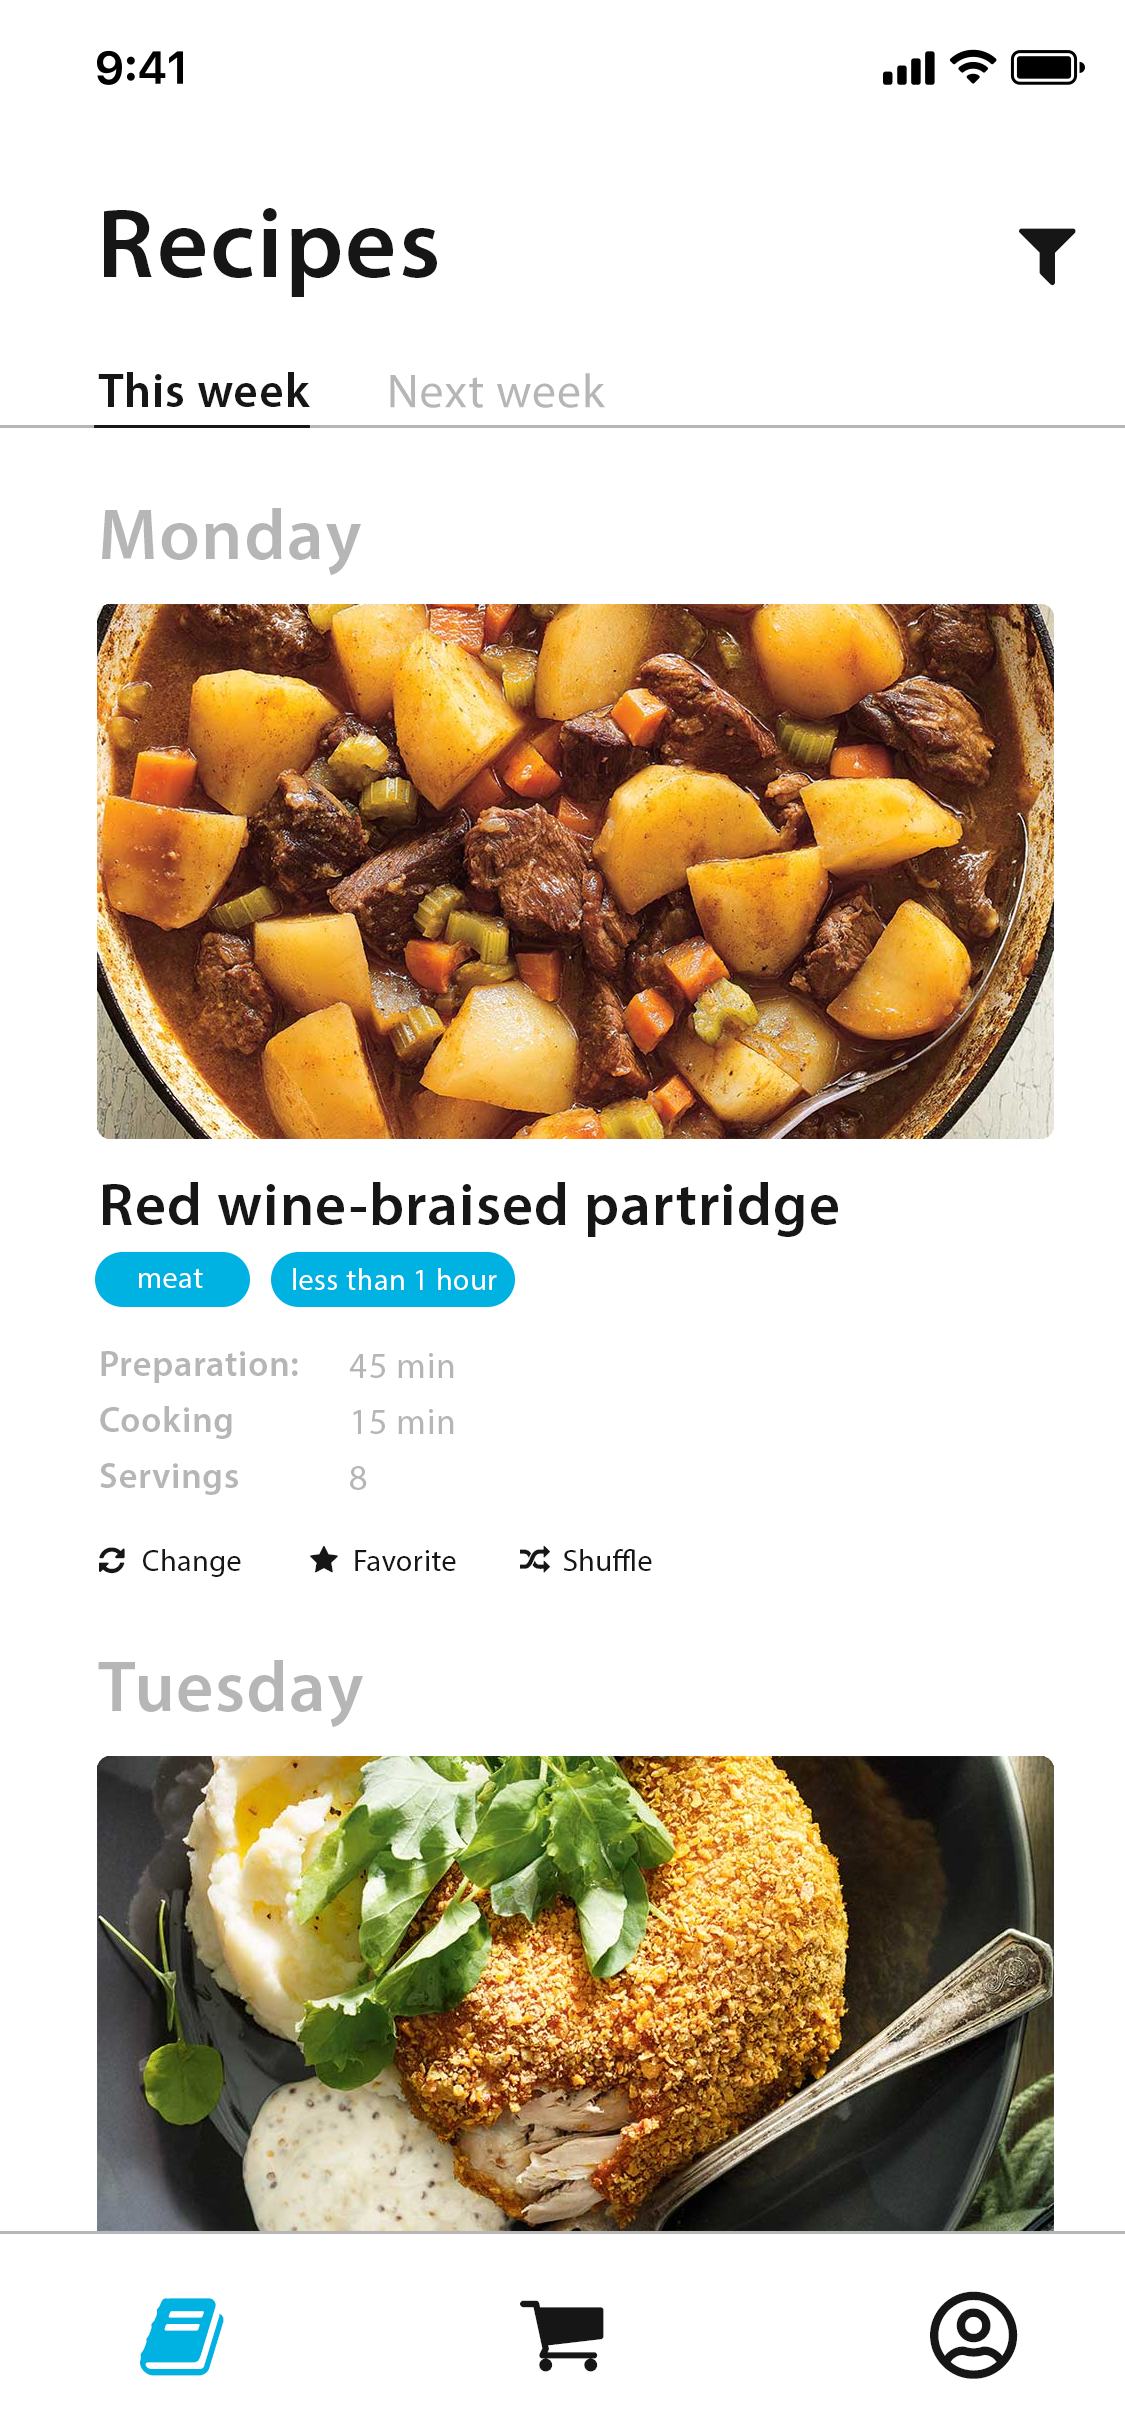 9:41
Recipes
This week Next week
Monday
Red wine-braised partridge
meat less than 1 hour
Preparation: 45 min
Cooking 15 min
Servings 8
Change Favorite Shuffle
Tuesday